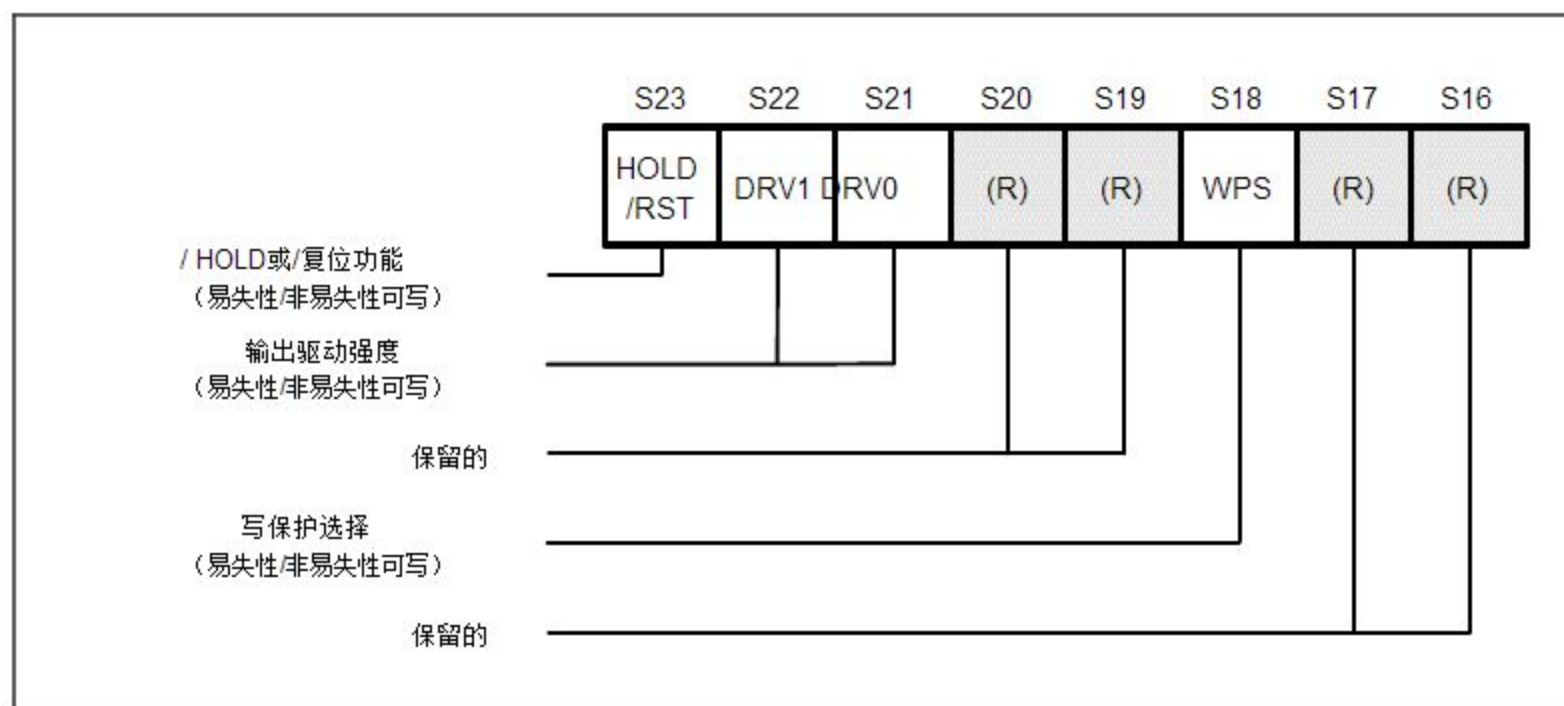 S23 S22 S21 S20 S19 S18 S17 S16
HOLD
/RST
DRV1 DRV0 (R) (R) WPS (R) (R)
/ HOLD或/复位功能
（易失性/非易失性可写）
输出驱动强度
（易失性/非易失性可写）
保留的
写保护选择
（易失性/非易失性可写）
保留的